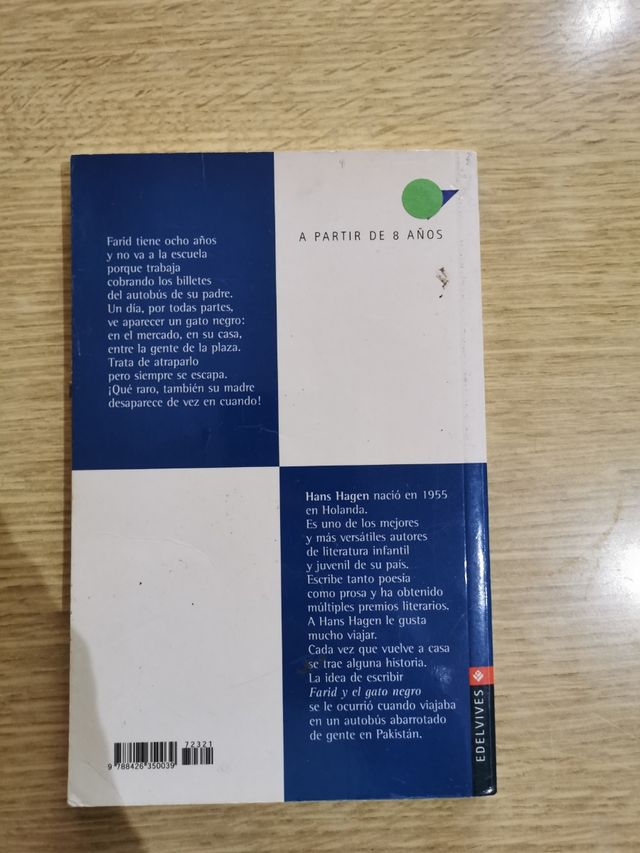 A PARTIR DE 8 AÑOS
Farid tiene ocho años
y no va a la escuela
porque trabaja
cobrando los billetes
del autobús de su padre.
Un día, por todas partes,
ve aparecer un gato negro:
en el mercado, en su casa,
entre la gente de la plaza.
Trata de atraparlo
pero siempre se escapa.
¡Qué raro, también su madre
desaparece de vez en cuando!
Hans Hagen nació en 1955
en Holanda.
Es uno de los mejores
y más versátiles autores
de literatura infantil
y juvenil de su país.
Escribe tanto poesía
como prosa y ha obtenido
múltiples premios literarios.
A Hans Hagen le gusta
mucho viajar.
Cada vez que vuelve a casa
se trae alguna historia.
La idea de escribir
Farid y el gato negro
se le ocurrió cuando viajaba
en un autobús abarrotado
de gente en Pakistán.
EDELVIVES
72321
9 788426 350039